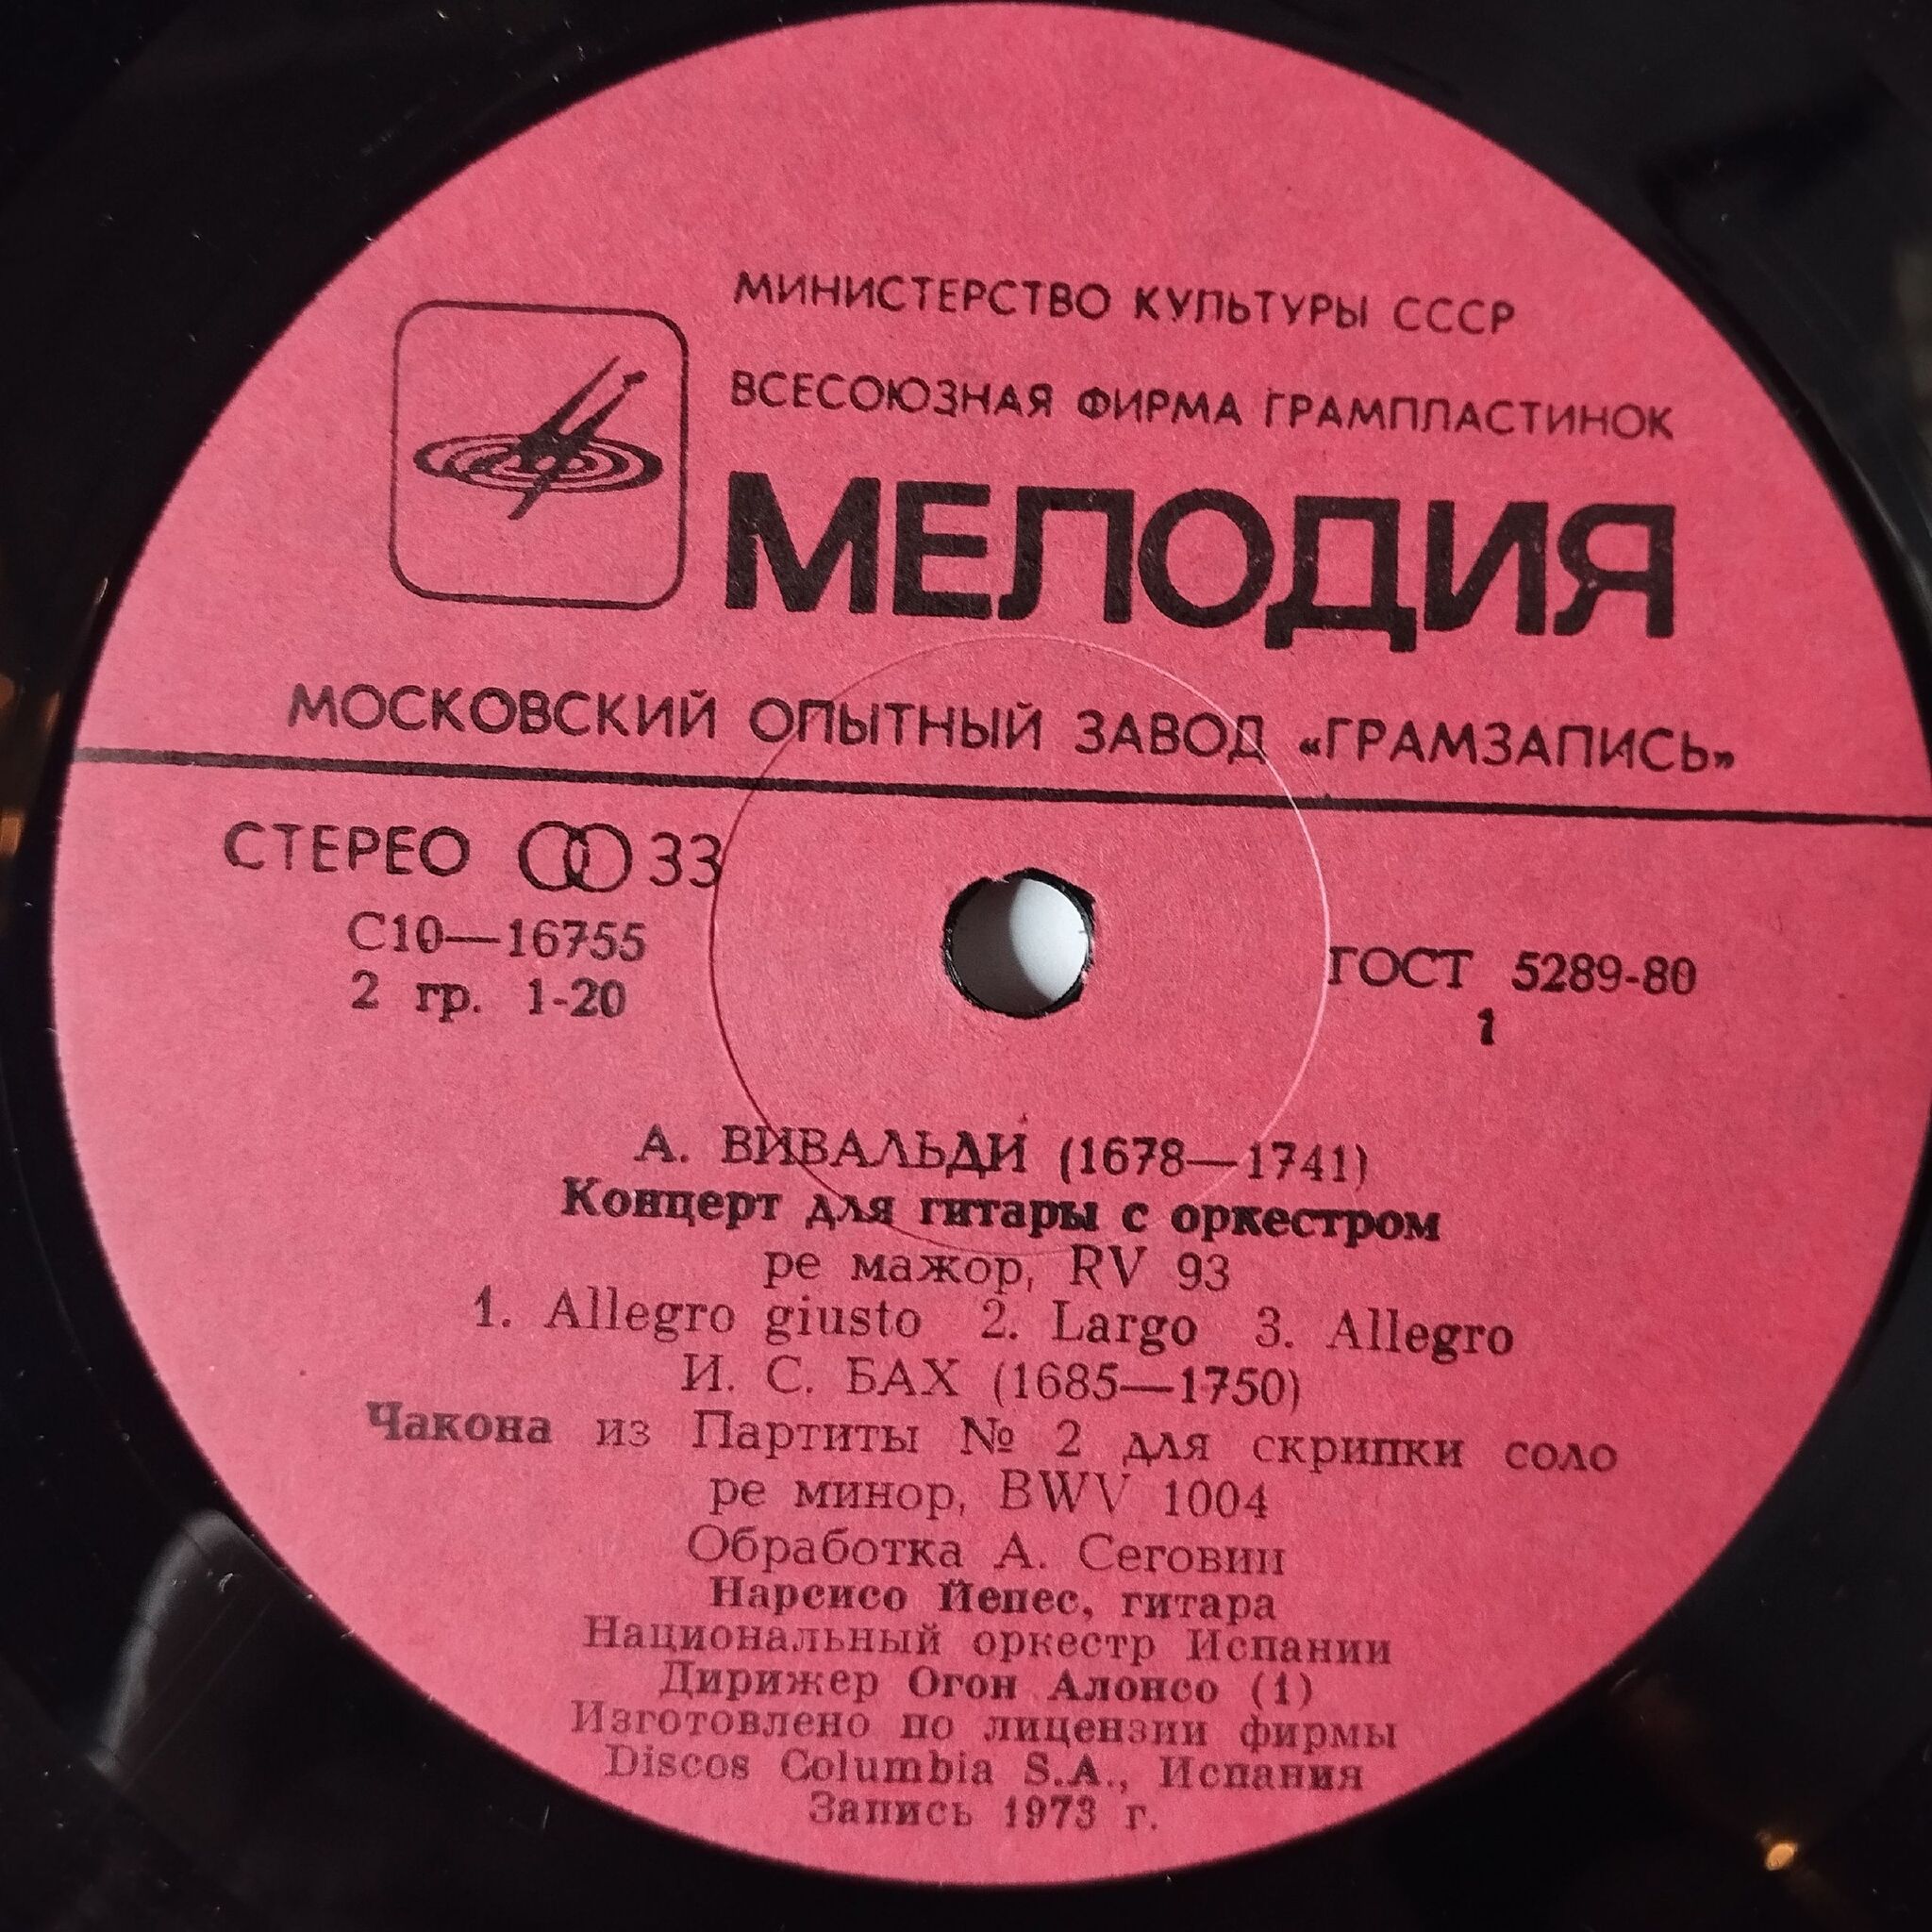 МИНИСТЕРСТВО КУЛЬТУРЫ СССР
ВСЕСОЮЗНАЯ ФИРМА ГРАМПЛАСТИНОК
МЕЛОДИЯ
МОСКОВСКИЙ ОПЫТНЫЙ ЗАВОД «ГРАМЗАПИСЬ»
СТЕРЕО 33
С10—16755
2 гр. 1-20
ГОСТ 5289-80
1
А. ВИВАЛЬДИ (1678—1741)
Концерт для гитары с оркестром
ре мажор, RV 93
1. Allegro giusto 2. Largo 3. Allegro
И. С. БАХ (1685—1750)
Чакона из Партиты № 2 для скрипки соло
ре минор, BWV 1004
Обработка А. Сеговии
Нарсисо Йепес, гитара
Национальный оркестр Испании
Дирижер Огон Алонсо (1)
Изготовлено по лицензии фирмы
Discos Columbia S.A., Испания
Запись 1973 г.